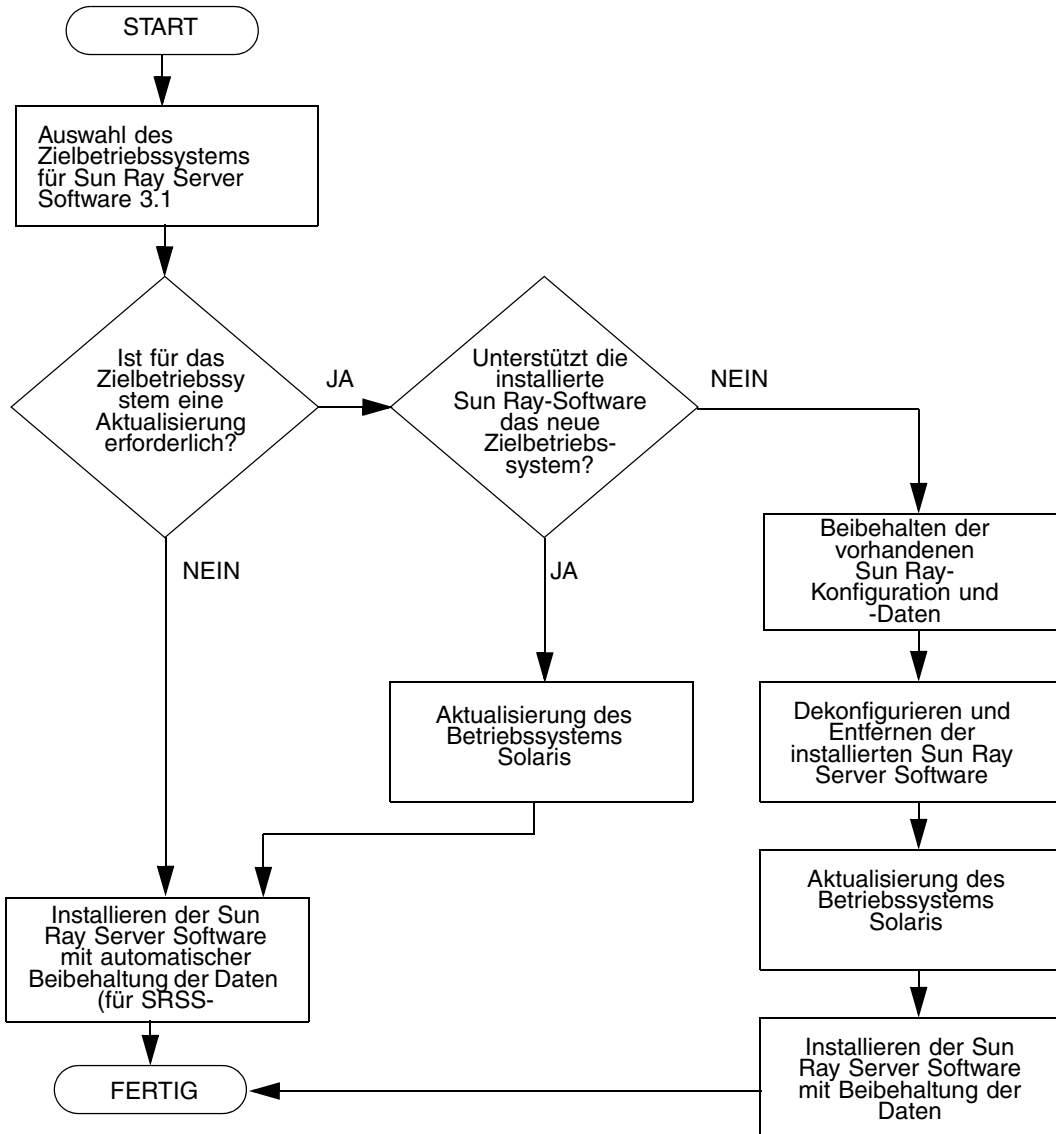 START
Auswahl des
Zielbetriebssystems
für Sun Ray Server
Software 3.1
Ist für das
Zielbetriebssy
stem eine
Aktualisierung
erforderlich?
JA
Unterstützt die
installierte
Sun Ray-Software
das neue
Zielbetriebs-
system?
NEIN
NEIN
JA
Beibehalten der
vorhandenen
Sun Ray-
Konfiguration und
-Daten
Aktualisierung des
Betriebssystems
Solaris
Dekonfigurieren und
Entfernen der
installierten Sun Ray
Server Software
Aktualisierung des
Betriebssystems
Solaris
Installieren der Sun
Ray Server Software
mit automatischer
Beibehaltung der Daten
(für SRSS-
Installieren der Sun
Ray Server Software
mit Beibehaltung der
Daten
FERTIG